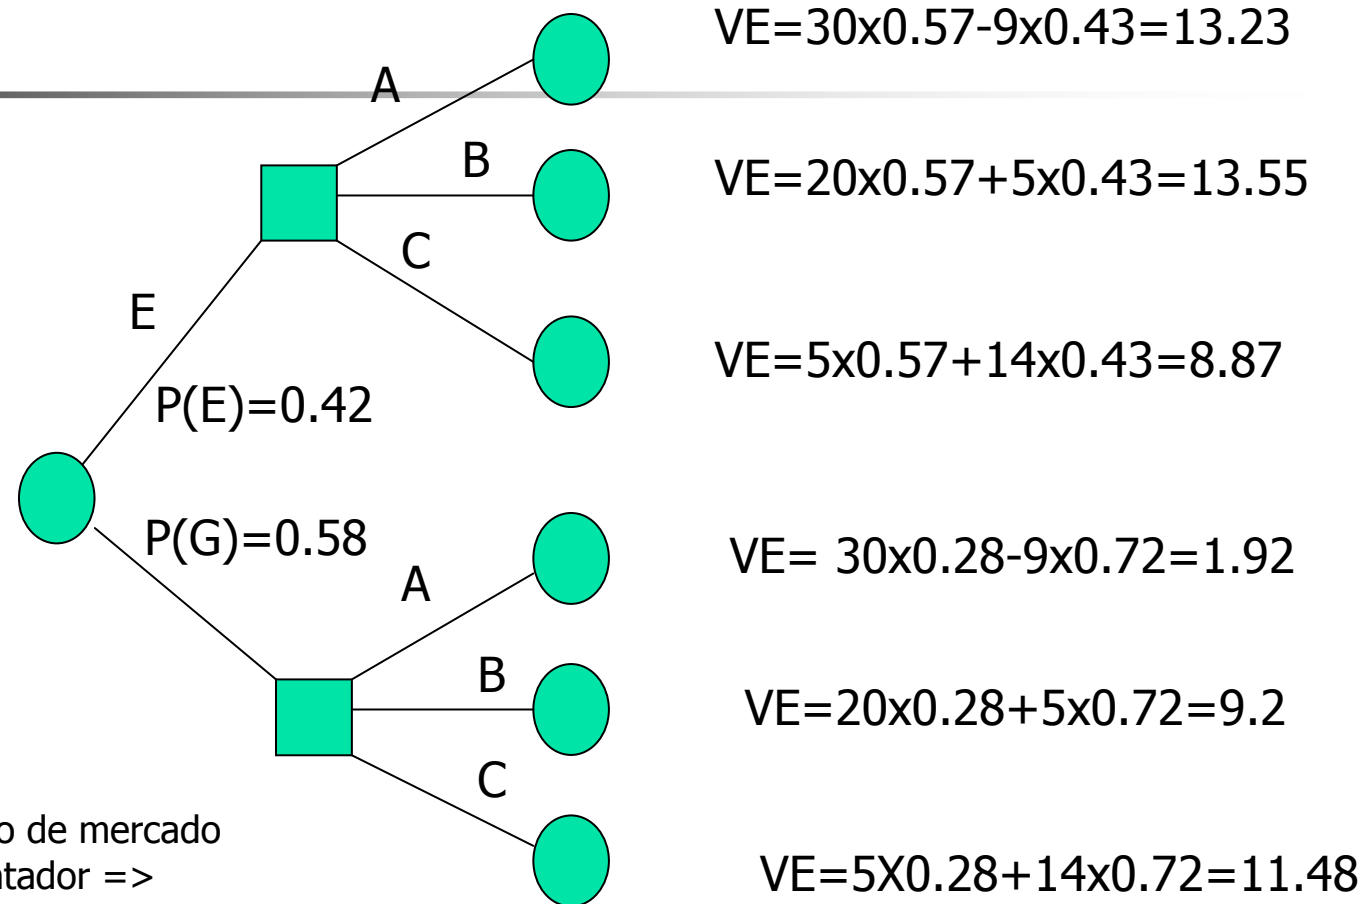 VE=30x0.57-9x0.43=13.23
A
B
VE=20x0.57+5x0.43=13.55
C
E
VE=5x0.57+14x0.43=8.87
P(E)=0.42
P(G)=0.58
VE= 30x0.28-9x0.72=1.92
A
B
VE=20x0.28+5x0.72=9.2
C
de mercado
=>
VE=5X0.28+14x0.72=11.48